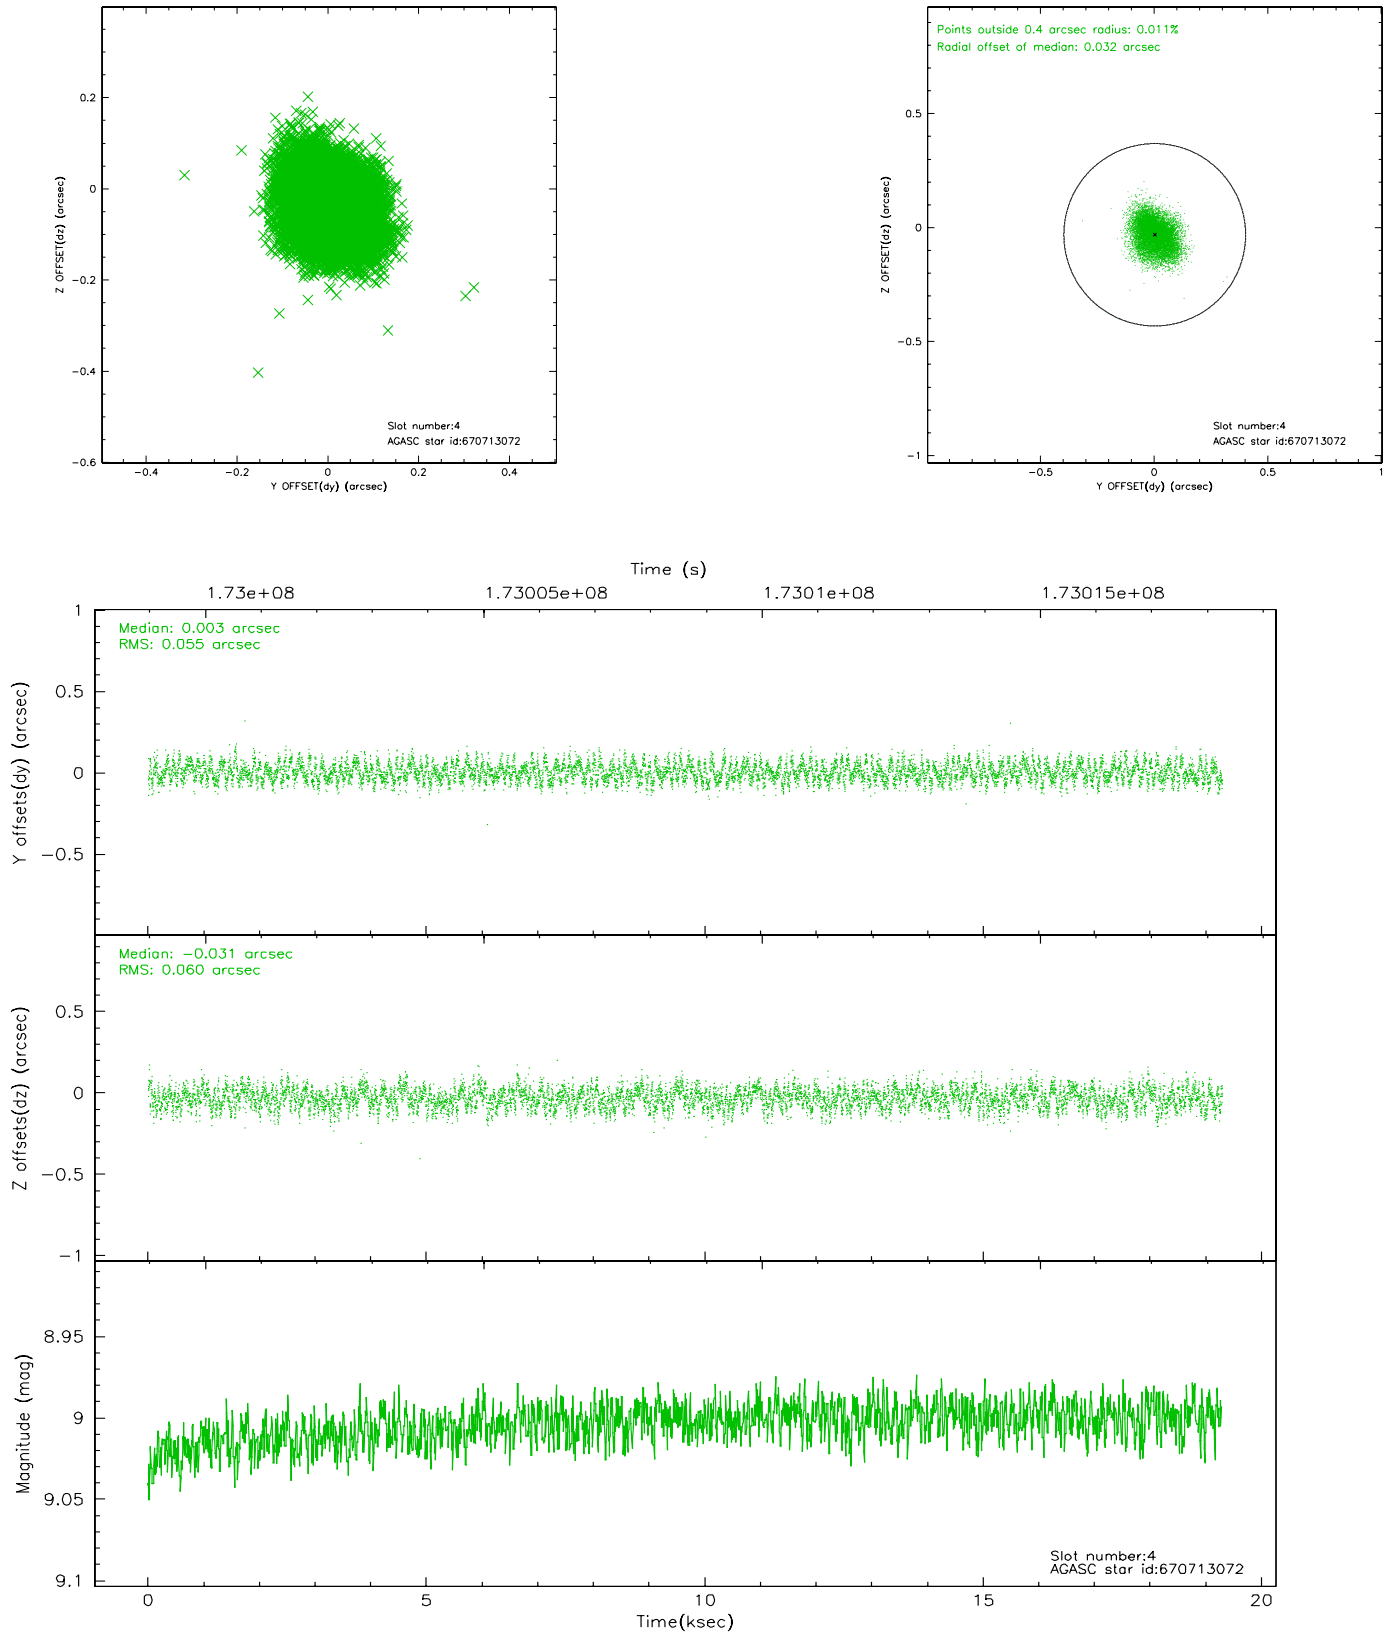 0.2
0
−0.2
−0.4
−0.6
−0.4
−0.2
0
0.2
0.4
Z OFFSET(dz) (arcsec)
Y OFFSET(dy) (arcsec)
Slot number:4
AGASC star id:670713072
Points outside 0.4 arcsec radius: 0.011%
Radial offset of median: 0.032 arcsec
0.5
0
−0.5
−1
−0.5
0
0.5
1
Z OFFSET(dz) (arcsec)
Y OFFSET(dy) (arcsec)
Slot number:4
AGASC star id:670713072
Time (s)
1.73e+08
1.73005e+08
1.7301e+08
1.73015e+08
Median: 0.003 arcsec
RMS: 0.055 arcsec
1
0.5
0
−0.5
Y offsets(dy) (arcsec)
Median: −0.031 arcsec
RMS: 0.060 arcsec
0.5
0
−0.5
−1
Z offsets(dz) (arcsec)
8.95
9
9.05
9.1
Magnitude (mag)
Slot number:4
AGASC star id:670713072
0
5
10
15
20
Time(ksec)